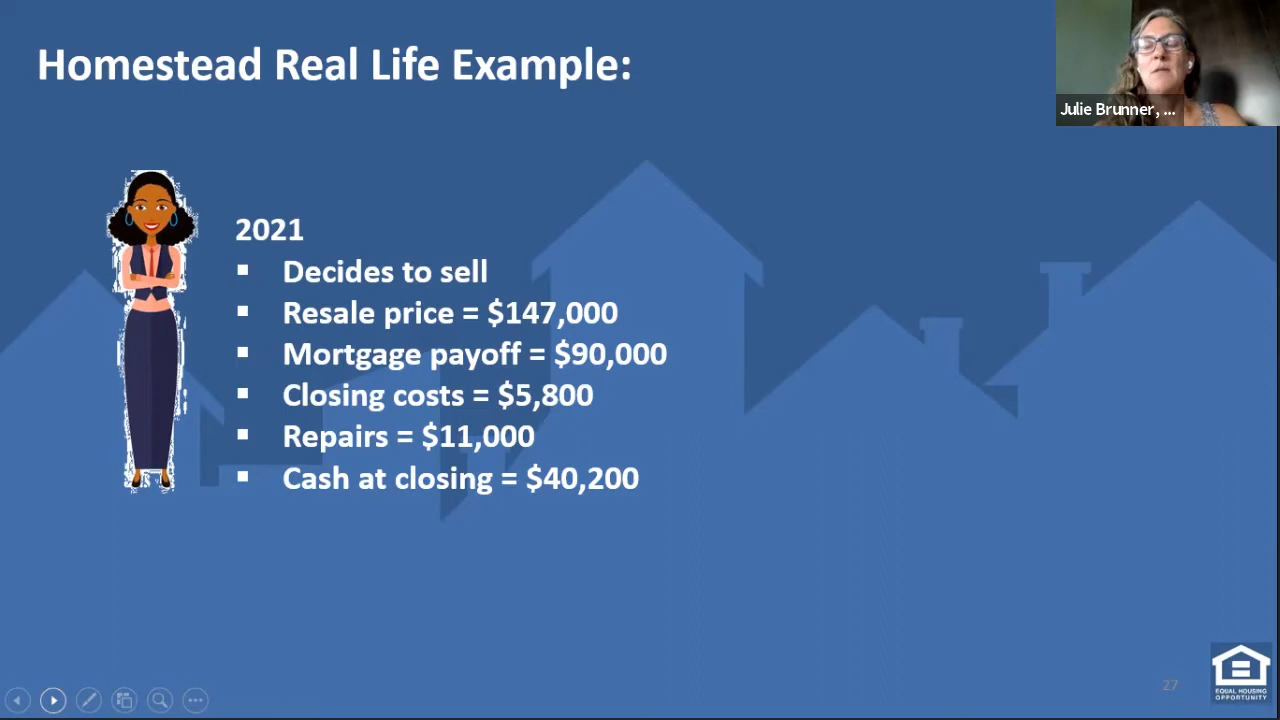 Homestead Real Life Example:
Julie Brunner, ...
2021
▪ Decides to sell
▪ Resale price = $147,000
▪ Mortgage payoff = $90,000
▪ Closing costs = $5,800
▪ Repairs = $11,000
▪ Cash at closing = $40,200
27
EQUAL HOUSING
OPPORTUNITY